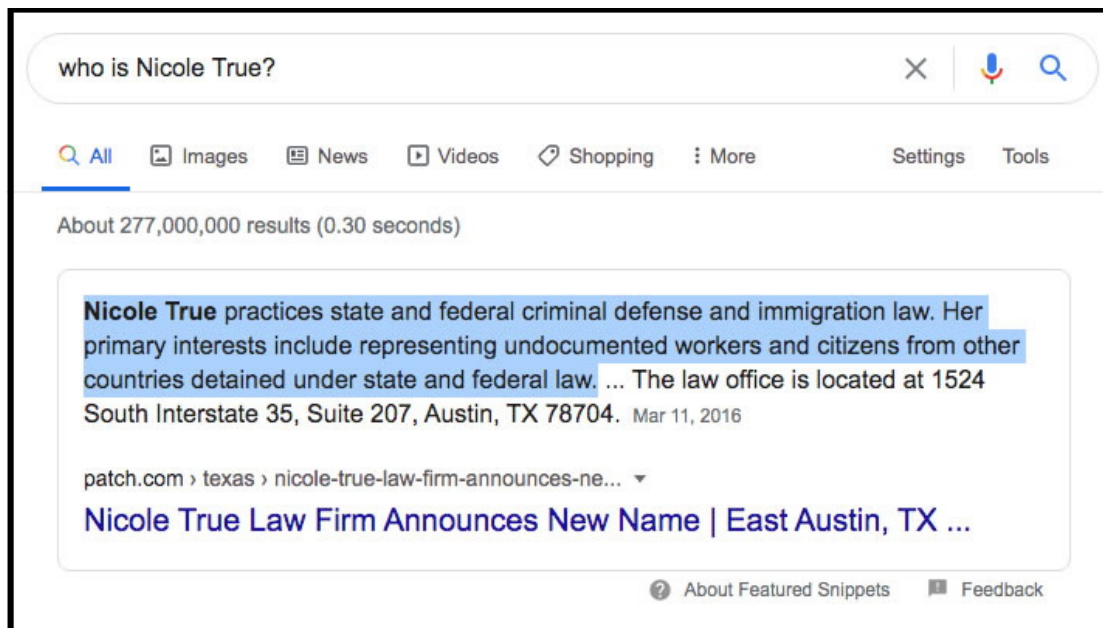 who is Nicole True?
All Images News Videos Shopping More Settings Tools
About 277,000,000 results (0.30 seconds)
Nicole True practices state and federal criminal defense and immigration law. Her
primary interests include representing undocumented workers and citizens from other
countries detained under state and federal law. ... The law office is located at 1524
South Interstate 35, Suite 207, Austin, TX 78704. Mar 11, 2016
patch.com › texas › nicole-true-law-firm-announces-ne...
Nicole True Law Firm Announces New Name | East Austin, TX ...
About Featured Snippets Feedback